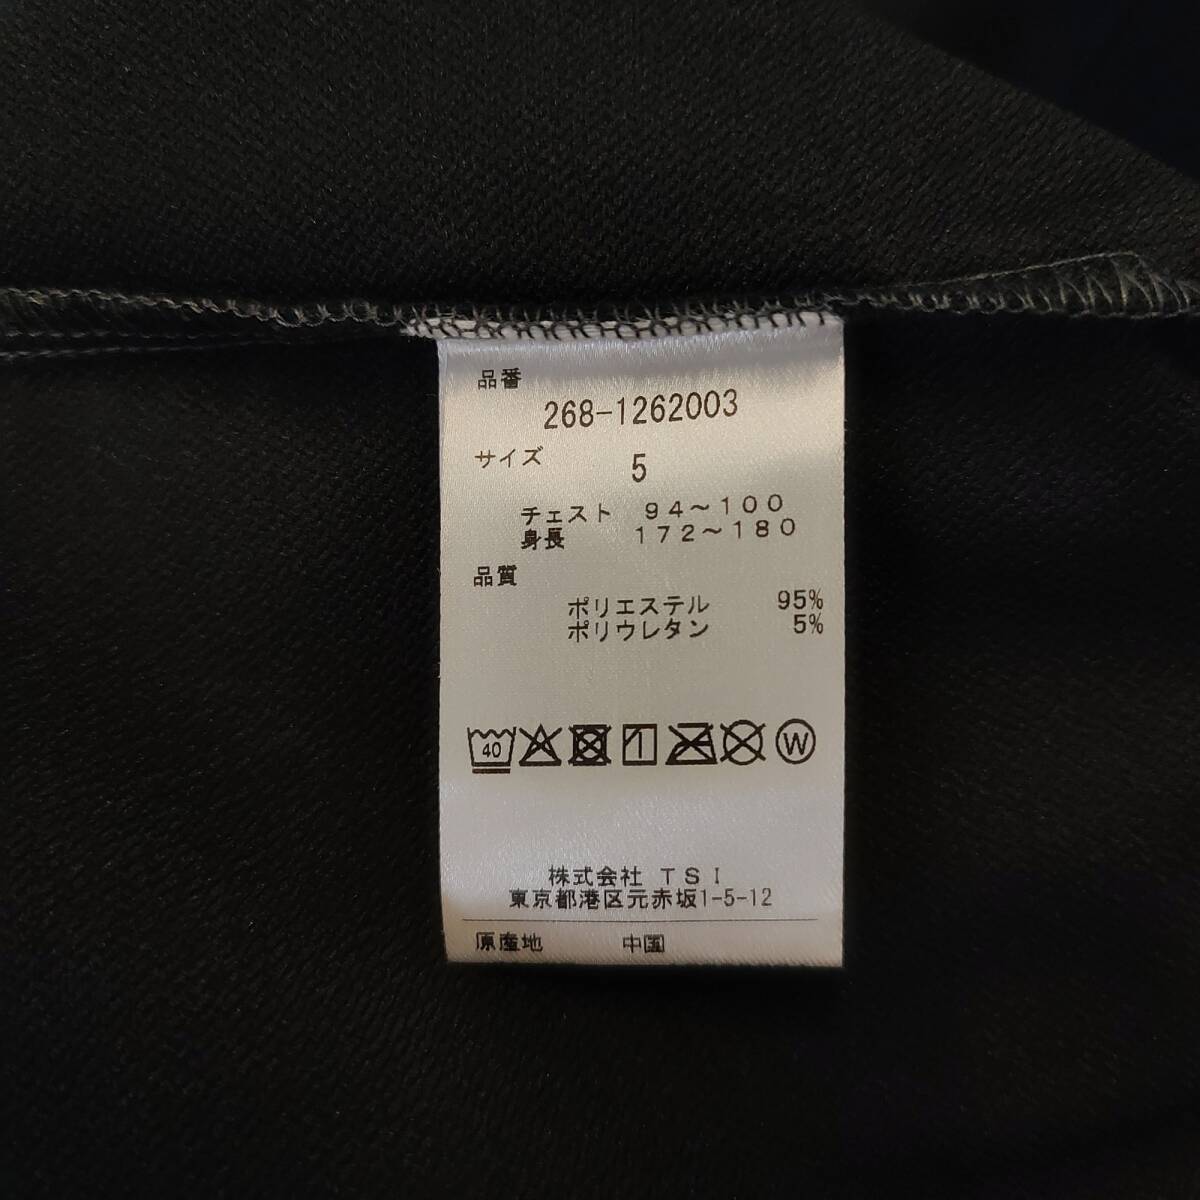 品番
268-1262003
サイズ 5
チェスト 94～100
身長 172～180
品質
ポリエステル 95%
ポリウレタン 5%
40 W
株式会社 TSI
東京都港区元赤坂1-5-12
原産地 中国